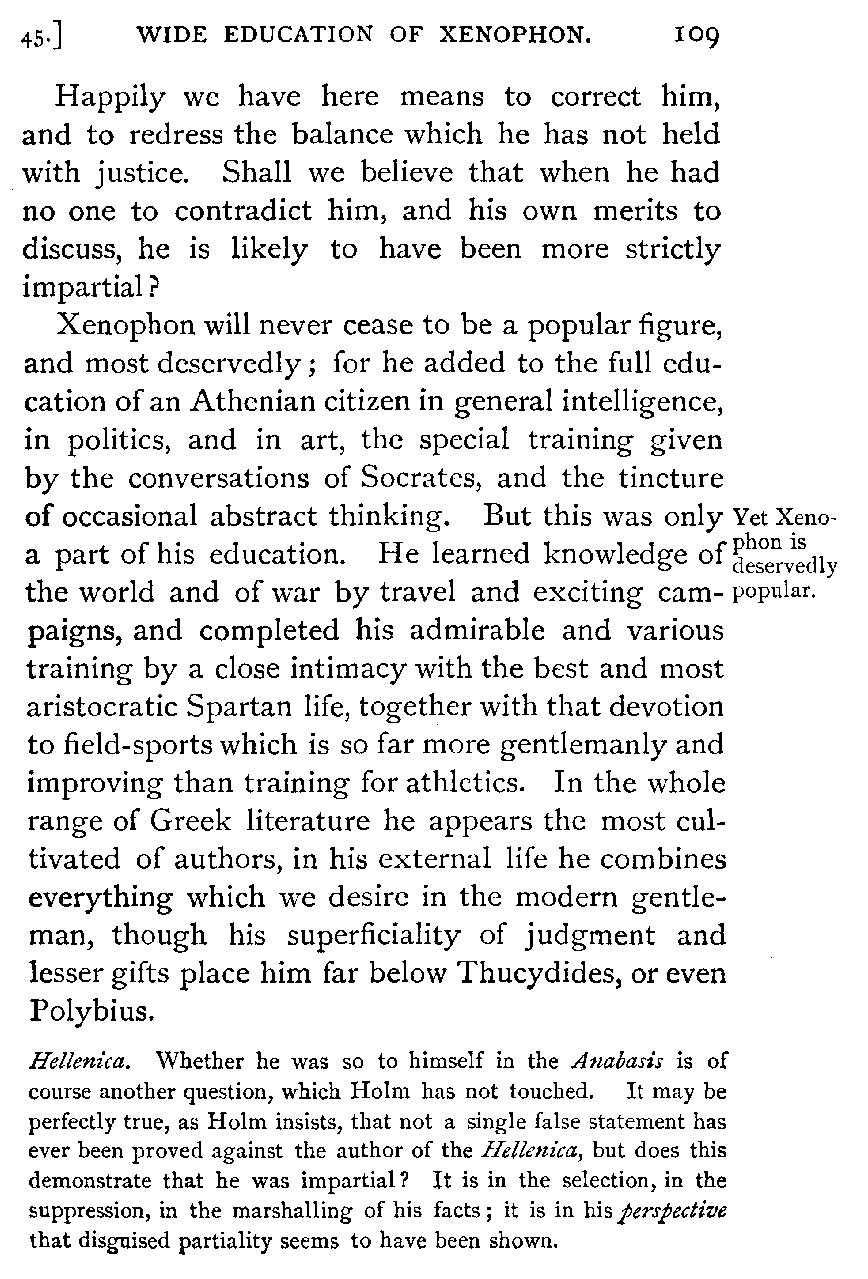 45.] WIDE EDUCATION OF XENOPHON. 109
Happily we have here means to correct him,
and to redress the balance which he has not held
with justice. Shall we believe that when he had
no one to contradict him, and his own merits to
discuss, he is likely to have been more strictly
impartial?
Xenophon will never cease to be a popular figure,
and most deservedly; for he added to the full edu-
cation of an Athenian citizen in general intelligence,
in politics, and in art, the special training given
by the conversations of Socrates, and the tincture
of occasional abstract thinking. But this was only
a part of his education. He learned knowledge of
the world and of war by travel and exciting cam-
paigns, and completed his admirable and various
training by a close intimacy with the best and most
aristocratic Spartan life, together with that devotion
to field-sports which is so far more gentlemanly and
improving than training for athletics. In the whole
range of Greek literature he appears the most cul-
tivated of authors, in his external life he combines
everything which we desire in the modern gentle-
man, though his superficiality of judgment and
lesser gifts place him far below Thucydides, or even
Polybius.
Yet Xeno-
phon is
deservedly
popular.
Hellenica. Whether he was so to himself in the Anabasis is of
course another question, which Holm has not touched. It may be
perfectly true, as Holm insists, that not a single false statement has
ever been proved against the author of the Hellenica, but does this
demonstrate that he was impartial? It is in the selection, in the
suppression, in the marshalling of his facts; it is in his perspective
that disguised partiality seems to have been shown.